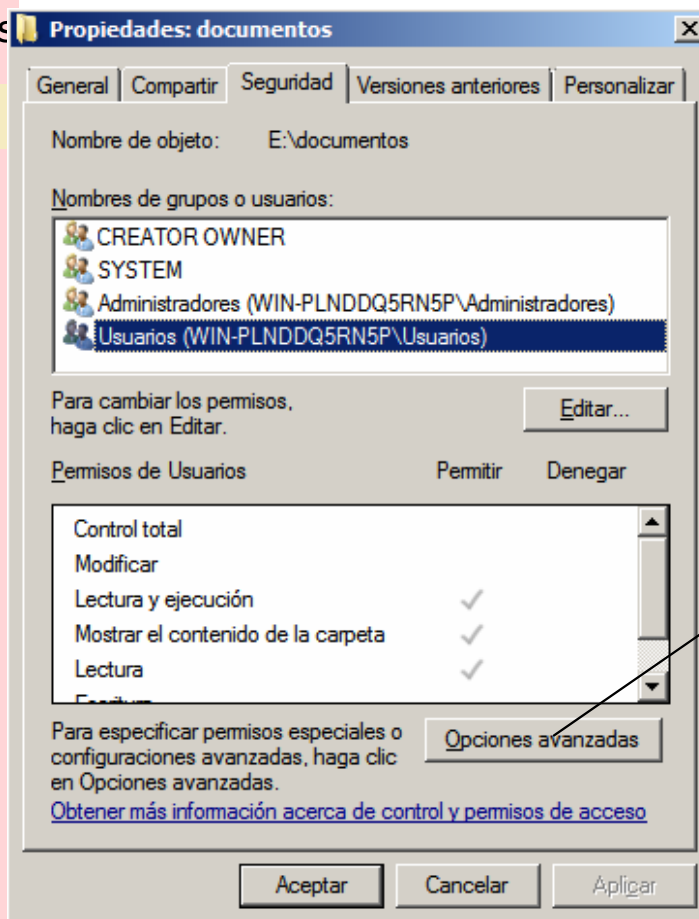 s
Propiedades: documentos
General Compartir Seguridad Versiones anteriores Personalizar
Nombre de objeto: E:\documentos
Nombres de grupos o usuarios:
CREATOR OWNER
SYSTEM
Administradores (WIN-PLNDDQ5RN5P\Administradores)
Usuarios (WIN-PLNDDQ5RN5P\Usuarios)
Para cambiar los permisos,
haga clic en Editar.
Editar...
Permisos de Usuarios Permitir Denegar
Control total
Modificar
Lectura y ejecución
Mostrar el contenido de la carpeta
Lectura
Escritura
Para especificar permisos especiales o
configuraciones avanzadas, haga clic
en Opciones avanzadas.
Opciones avanzadas
Obtener más información acerca de control y permisos de acceso
Aceptar Cancelar Aplicar